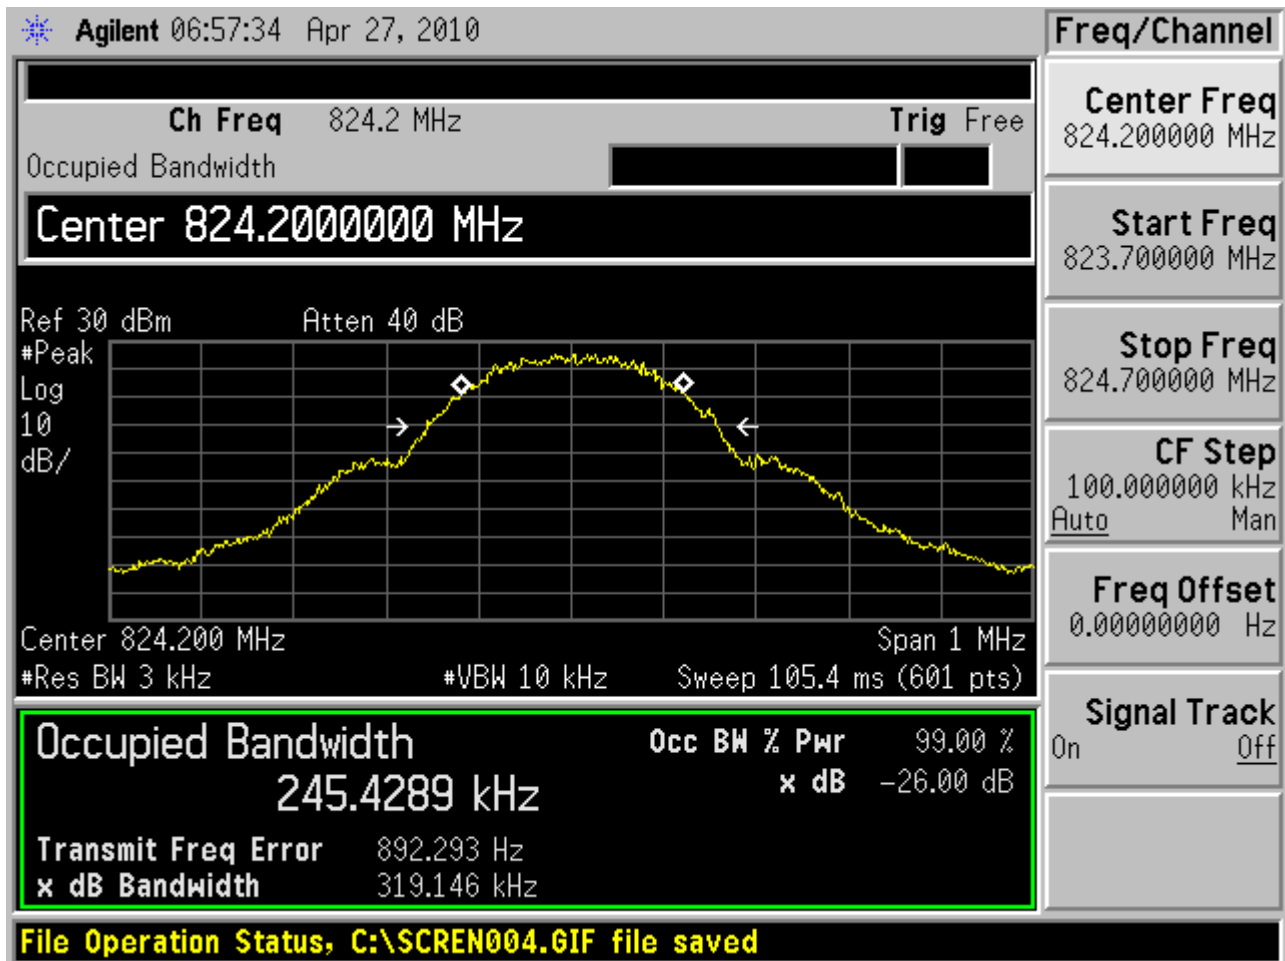 Agilent 06:57:34 Apr 27, 2010
Freq/Channel
Ch Freq 824.2 MHz Trig Free
Occupied Bandwidth
Center 824.2000000 MHz
Ref 30 dBm Atten 40 dB
#Peak
Log
10
dB/
Center 824.200 MHz Span 1 MHz
#Res BW 3 kHz #VBW 10 kHz Sweep 105.4 ms (601 pts)
Occupied Bandwidth
245.4289 kHz
Occ BW % Pwr 99.00 %
x dB -26.00 dB
Transmit Freq Error 892.293 Hz
x dB Bandwidth 319.146 kHz
Center Freq
824.200000 MHz
Start Freq
823.700000 MHz
Stop Freq
824.700000 MHz
CF Step
100.000000 kHz
Auto Man
Freq Offset
0.00000000 Hz
Signal Track
On Off
File Operation Status, C:\SCREN004.GIF file saved